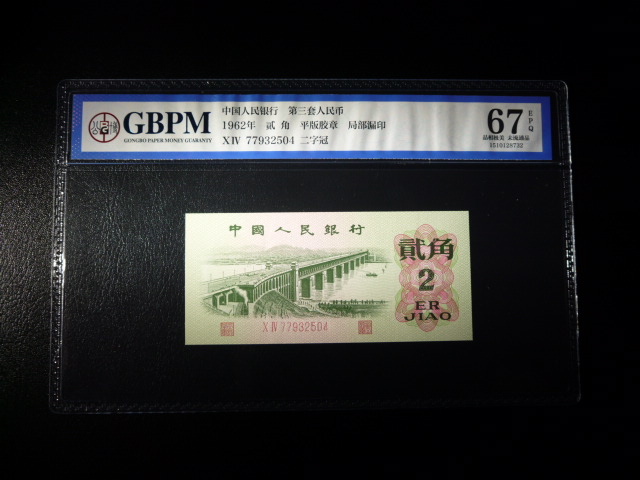 GBPM
GONGBO PAPER MONEY GUARANTY
中国人民银行 第三套人民币
1962年 贰 角 平版胶章 局部漏印
XIV 77932504 二字冠
67
EPQ
1510128732
中國人民銀行
貳角
2
ER
JIAO
XIV 77932504